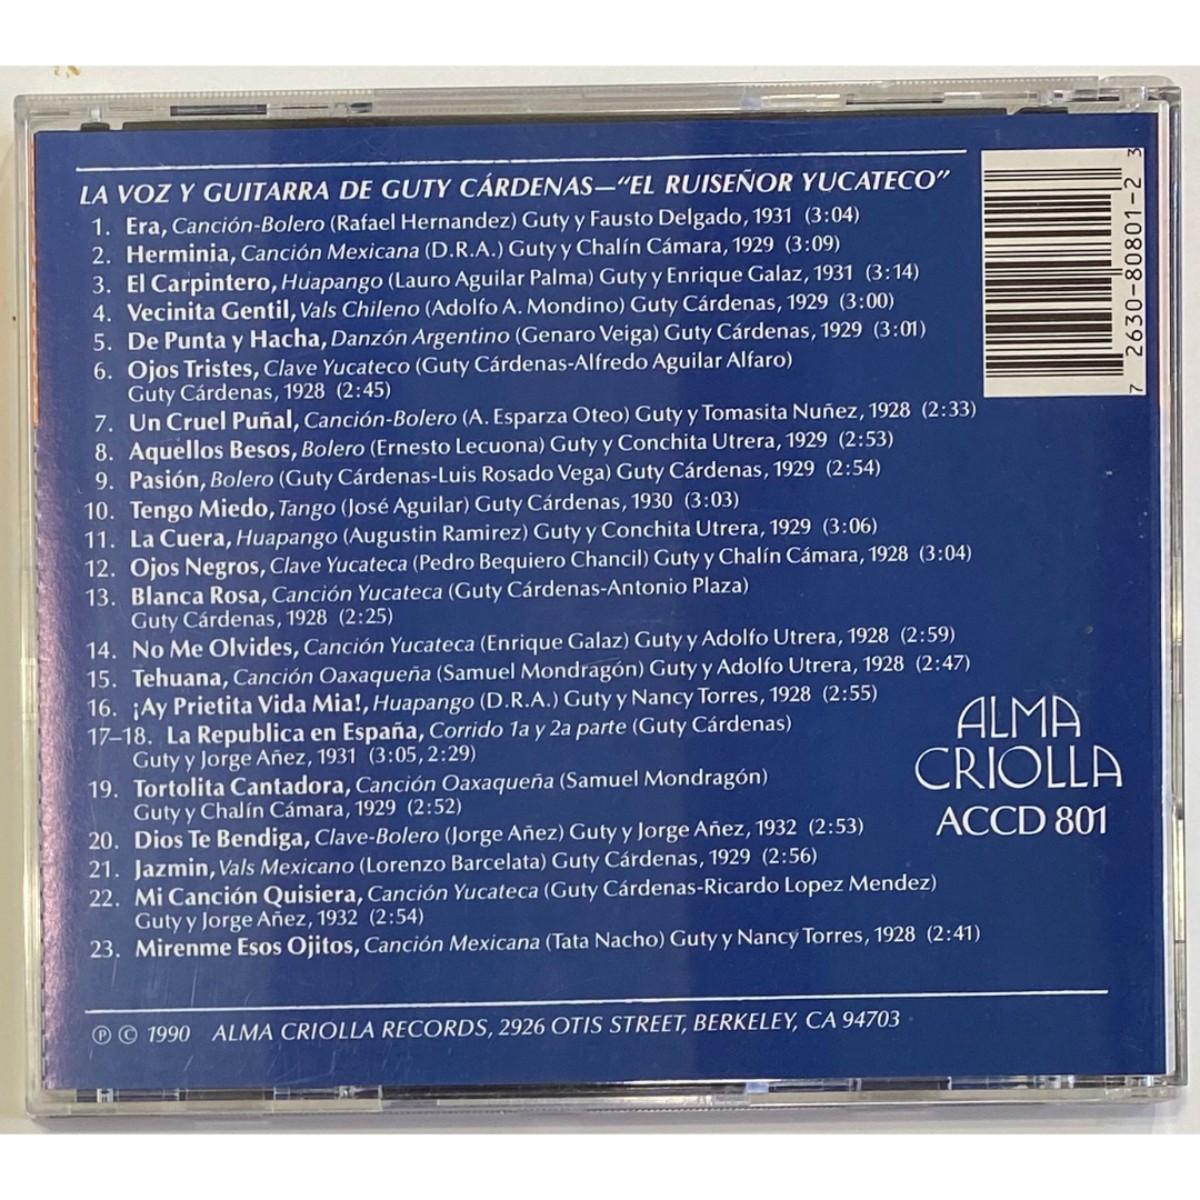 LA VOZ Y GUITARRA DE GUTY CÁRDENAS—"EL RUISEÑOR YUCATECO"
1. Era, Canción-Bolero (Rafael Hernandez) Guty y Fausto Delgado, 1931 (3:04)
2. Herminia, Canción Mexicana (D.R.A.) Guty y Chalín Cámara, 1929 (3:09)
3. El Carpintero, Huapango (Lauro Aguilar Palma) Guty y Enrique Galaz, 1931 (3:14)
4. Vecinita Gentil, Vals Chileno (Adolfo A. Mondino) Guty Cárdenas, 1929 (3:00)
5. De Punta y Hacha, Danzón Argentino (Genaro Veiga) Guty Cárdenas, 1929 (3:01)
6. Ojos Tristes, Clave Yucateco (Guty Cárdenas-Alfredo Aguilar Alfaro)
Guty Cárdenas, 1928 (2:45)
7. Un Cruel Puñal, Canción-Bolero (A. Esparza Oteo) Guty y Tomasita Nuñez, 1928 (2:33)
8. Aquellos Besos, Bolero (Ernesto Lecuona) Guty y Conchita Utrera, 1929 (2:53)
9. Pasión, Bolero (Guty Cárdenas-Luis Rosado Vega) Guty Cárdenas, 1929 (2:54)
10. Tengo Miedo, Tango (José Aguilar) Guty Cárdenas, 1930 (3:03)
11. La Cuera, Huapango (Augustin Ramirez) Guty y Conchita Utrera, 1929 (3:06)
12. Ojos Negros, Clave Yucateca (Pedro Bequiero Chancil) Guty y Chalín Cámara, 1928 (3:04)
13. Blanca Rosa, Canción Yucateca (Guty Cárdenas-Antonio Plaza)
Guty Cárdenas, 1928 (2:25)
14. No Me Olvides, Canción Yucateca (Enrique Galaz) Guty y Adolfo Utrera, 1928 (2:59)
15. Tehuana, Canción Oaxaqueña (Samuel Mondragón) Guty y Adolfo Utrera, 1928 (2:47)
16. ¡Ay Prietita Vida Mia!, Huapango (D.R.A.) Guty y Nancy Torres, 1928 (2:55)
17–18. La Republica en España, Corrido 1a y 2a parte (Guty Cárdenas)
Guty y Jorge Añez, 1931 (3:05, 2:29)
19. Tortolita Cantadora, Canción Oaxaqueña (Samuel Mondragón)
Guty y Chalín Cámara, 1929 (2:52)
20. Dios Te Bendiga, Clave-Bolero (Jorge Añez) Guty y Jorge Añez, 1932 (2:53)
21. Jazmin, Vals Mexicano (Lorenzo Barcelata) Guty Cárdenas, 1929 (2:56)
22. Mi Canción Quisiera, Canción Yucateca (Guty Cárdenas-Ricardo Lopez Mendez)
Guty y Jorge Añez, 1932 (2:54)
23. Mirenme Esos Ojitos, Canción Mexicana (Tata Nacho) Guty y Nancy Torres, 1928 (2:41)
7 2630-80801-2 3
ALMA
CRIOLLA
ACCD 801
℗ © 1990 ALMA CRIOLLA RECORDS, 2926 OTIS STREET, BERKELEY, CA 94703